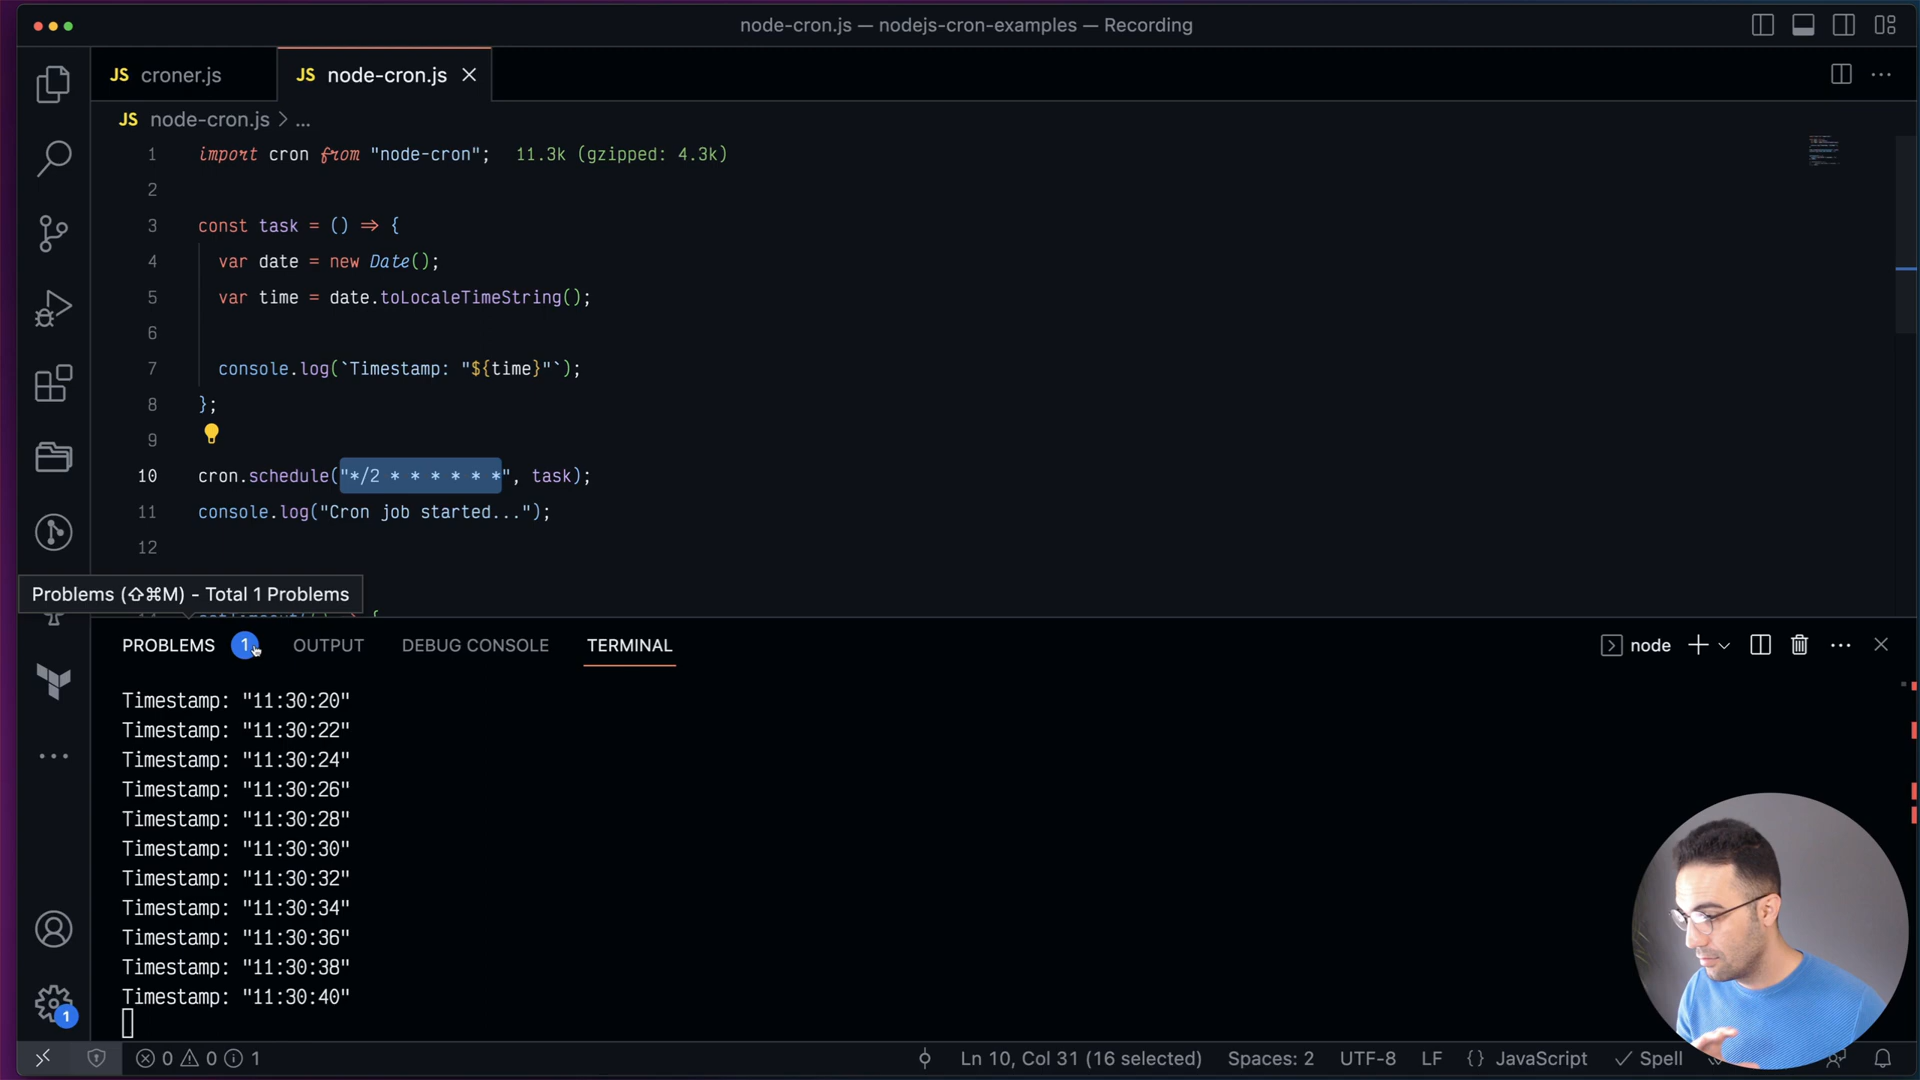 node-cron.js — nodejs-cron-examples — Recording
JS croner.js
JS node-cron.js
JS node-cron.js > ...
1 import cron from "node-cron"; 11.3k (gzipped: 4.3k)
2
3 const task = () => {
4 var date = new Date();
5 var time = date.toLocaleTimeString();
6
7 console.log(`Timestamp: "${time}"`);
8 };
9
10 cron.schedule("*/2 * * * * * *", task);
11 console.log("Cron job started...");
12
Problems (⇧⌘M) - Total 1 Problems
PROBLEMS 1 OUTPUT DEBUG CONSOLE TERMINAL
node
Timestamp: "11:30:20"
Timestamp: "11:30:22"
Timestamp: "11:30:24"
Timestamp: "11:30:26"
Timestamp: "11:30:28"
Timestamp: "11:30:30"
Timestamp: "11:30:32"
Timestamp: "11:30:34"
Timestamp: "11:30:36"
Timestamp: "11:30:38"
Timestamp: "11:30:40"
1
0 0 1 Ln 10, Col 31 (16 selected) Spaces: 2 UTF-8 LF {} JavaScript Spell